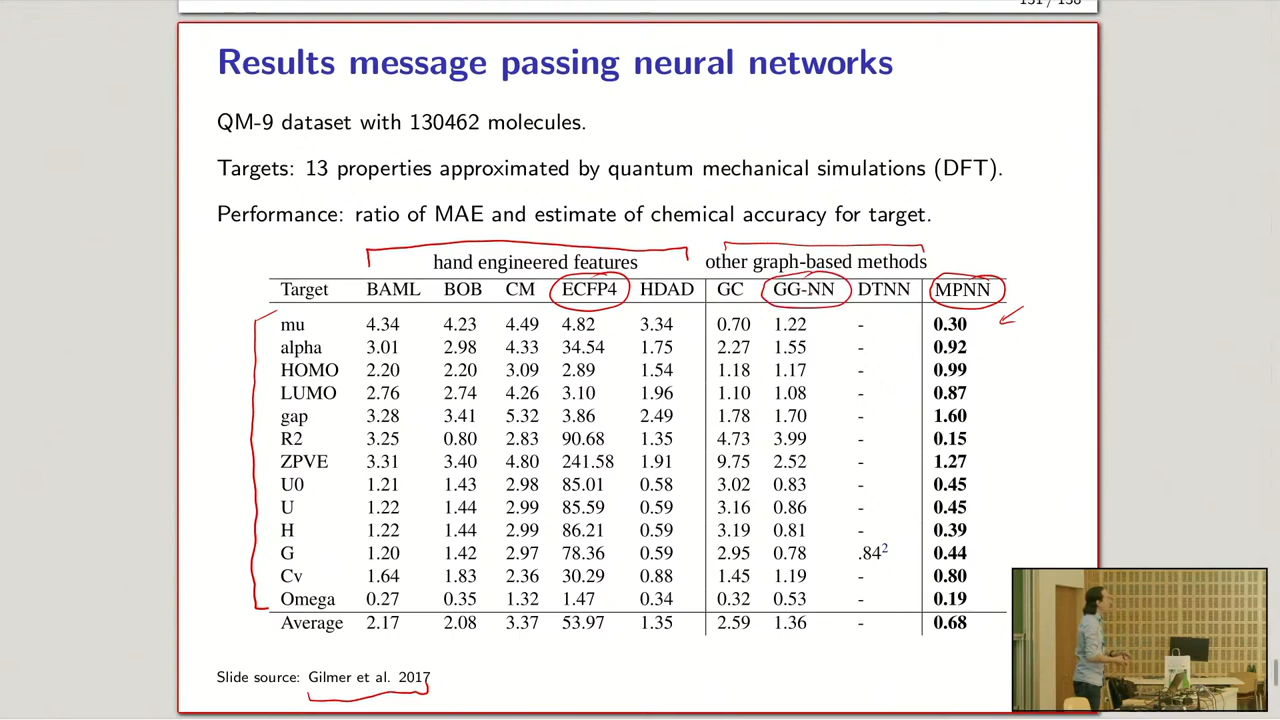 131 / 138
Results message passing neural networks
QM-9 dataset with 130462 molecules.
Targets: 13 properties approximated by quantum mechanical simulations (DFT).
Performance: ratio of MAE and estimate of chemical accuracy for target.
hand engineered features other graph-based methods
Target BAML BOB CM ECFP4 HDAD GC GG-NN DTNN MPNN
mu 4.34 4.23 4.49 4.82 3.34 0.70 1.22 - 0.30
alpha 3.01 2.98 4.33 34.54 1.75 2.27 1.55 - 0.92
HOMO 2.20 2.20 3.09 2.89 1.54 1.18 1.17 - 0.99
LUMO 2.76 2.74 4.26 3.10 1.96 1.10 1.08 - 0.87
gap 3.28 3.41 5.32 3.86 2.49 1.78 1.70 - 1.60
R2 3.25 0.80 2.83 90.68 1.35 4.73 3.99 - 0.15
ZPVE 3.31 3.40 4.80 241.58 1.91 9.75 2.52 - 1.27
U0 1.21 1.43 2.98 85.01 0.58 3.02 0.83 - 0.45
U 1.22 1.44 2.99 85.59 0.59 3.16 0.86 - 0.45
H 1.22 1.44 2.99 86.21 0.59 3.19 0.81 - 0.39
G 1.20 1.42 2.97 78.36 0.59 2.95 0.78 .84² 0.44
Cv 1.64 1.83 2.36 30.29 0.88 1.45 1.19 - 0.80
Omega 0.27 0.35 1.32 1.47 0.34 0.32 0.53 - 0.19
Average 2.17 2.08 3.37 53.97 1.35 2.59 1.36 - 0.68
Slide source: Gilmer et al. 2017